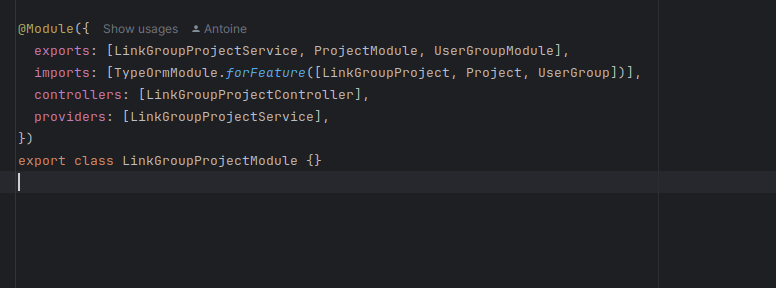 @Module({ Show usages Antoine
exports: [LinkGroupProjectService, ProjectModule, UserGroupModule],
imports: [TypeOrmModule.forFeature([LinkGroupProject, Project, UserGroup])],
controllers: [LinkGroupProjectController],
providers: [LinkGroupProjectService],
})
export class LinkGroupProjectModule {}